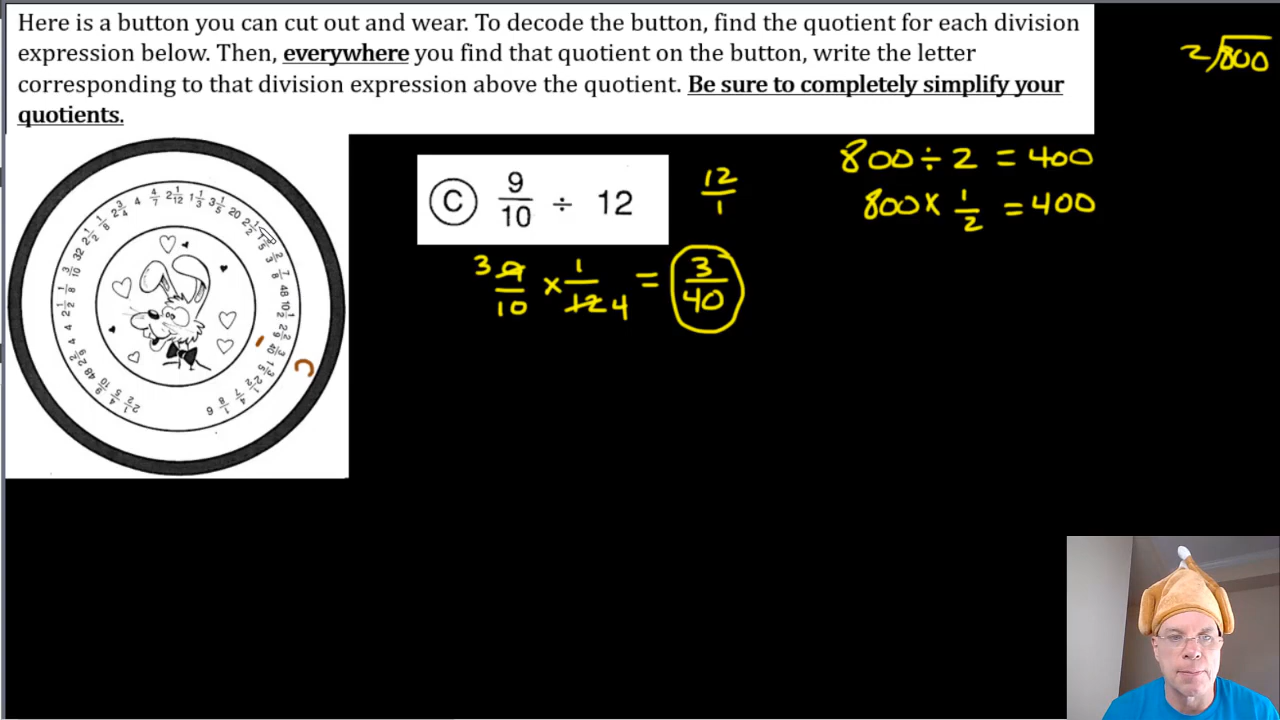 Here is a button you can cut out and wear. To decode the button, find the quotient for each division
expression below. Then, everywhere you find that quotient on the button, write the letter
corresponding to that division expression above the quotient. Be sure to completely simplify your
quotients.
2)800
C 9/10 ÷ 12
12/1
800 ÷ 2 = 400
800 × 1/2 = 400
3 9/10 × 1/12 4 = 3/40
C